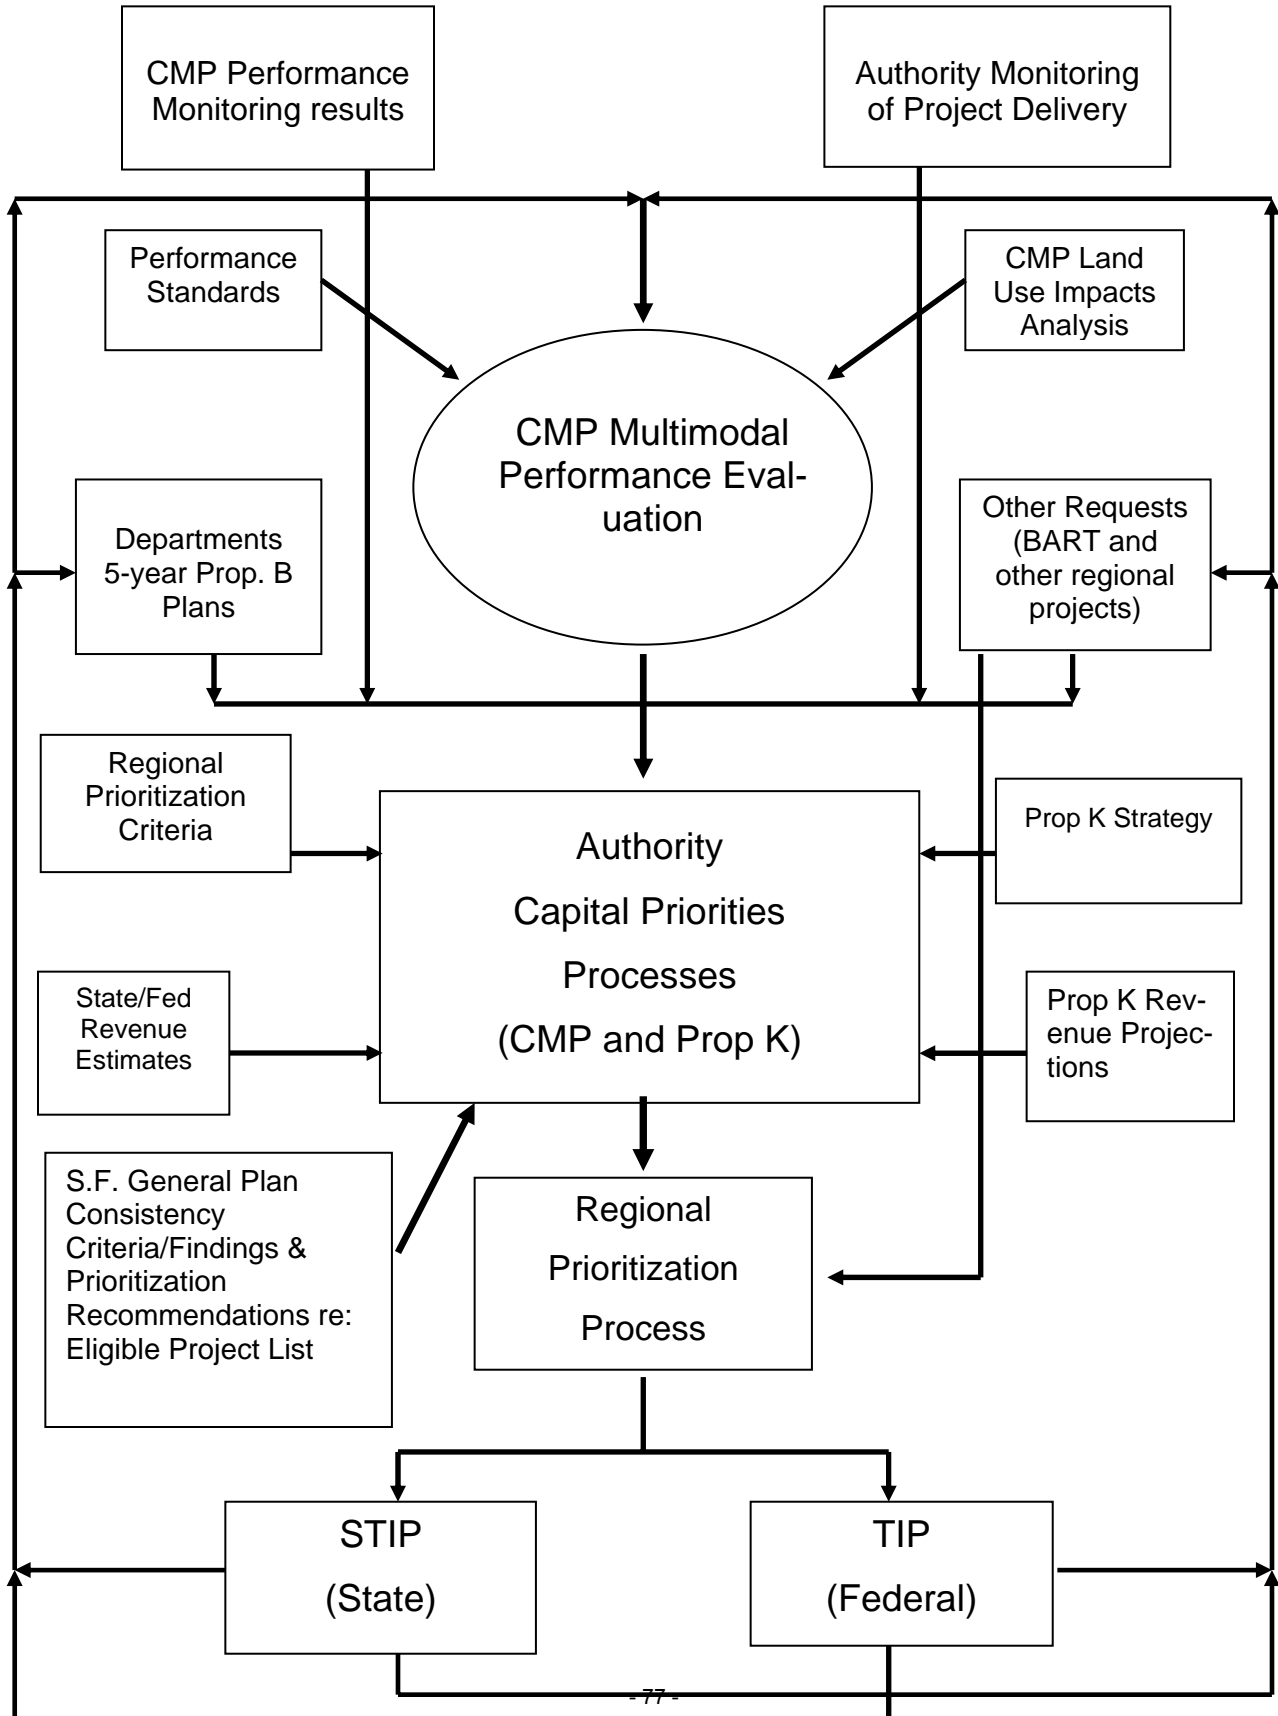 CMP Performance
Monitoring results
Authority Monitoring
of Project Delivery
Performance
Standards
CMP Land
Use Impacts
Analysis
CMP Multimodal
Performance Eval-
uation
Departments
5-year Prop. B
Plans
Other Requests
(BART and
other regional
projects)
Regional
Prioritization
Criteria
Authority
Capital Priorities
Processes
(CMP and Prop K)
Prop K Strategy
State/Fed
Revenue
Estimates
Prop K Rev-
enue Projec-
tions
S.F. General Plan
Consistency
Criteria/Findings &
Prioritization
Recommendations re:
Eligible Project List
Regional
Prioritization
Process
STIP
(State)
TIP
(Federal)
- 77 -